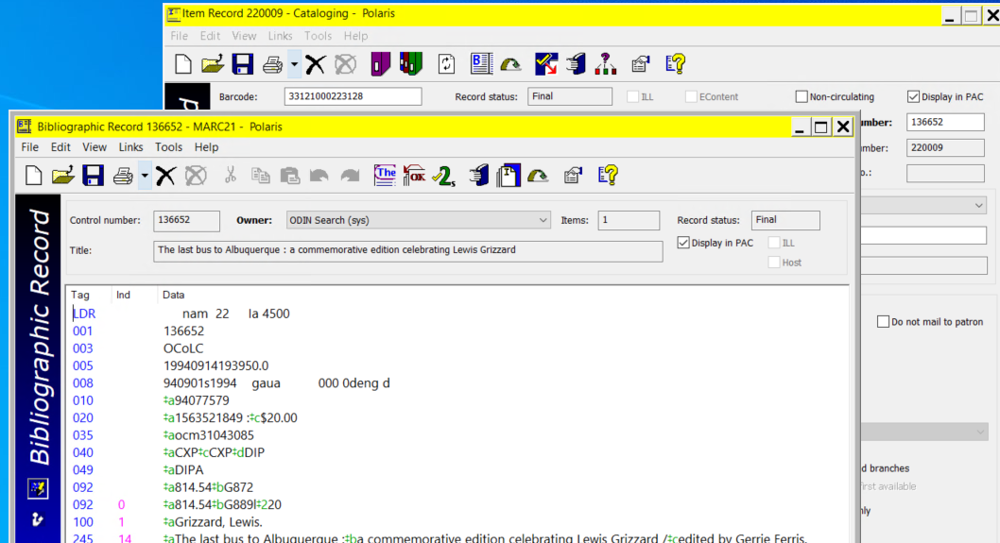 Item Record 220009 - Cataloging - Polaris
File Edit View Links Tools Help
Barcode: 33121000223128 Record status: Final ILL EContent Non-circulating Display in PAC
Bibliographic Record 136652 - MARC21 - Polaris
umber: 136652
File Edit View Links Tools Help
mber: 220009
o.:
Bibliographic Record
Control number: 136652 Owner: ODIN Search (sys) Items: 1 Record status: Final
Title: The last bus to Albuquerque : a commemorative edition celebrating Lewis Grizzard Display in PAC ILL
Host
Tag Ind Data
LDR nam 22 Ia 4500
001 136652
003 OCoLC
005 19940914193950.0
008 940901s1994 gaua 000 0deng d
010 ‡a94077579
020 ‡a1563521849 :‡c$20.00
035 ‡aocm31043085
040 ‡aCXP‡cCXP‡dDIP
049 ‡aDIPA
092 ‡a814.54‡bG872
092 0 ‡a814.54‡bG889l‡220
100 1 ‡aGrizzard, Lewis.
245 14 ‡aThe last bus to Albuquerque :‡ba commemorative edition celebrating Lewis Grizzard /‡cedited by Gerrie Ferris.
Do not mail to patron
d branches
first available
nly